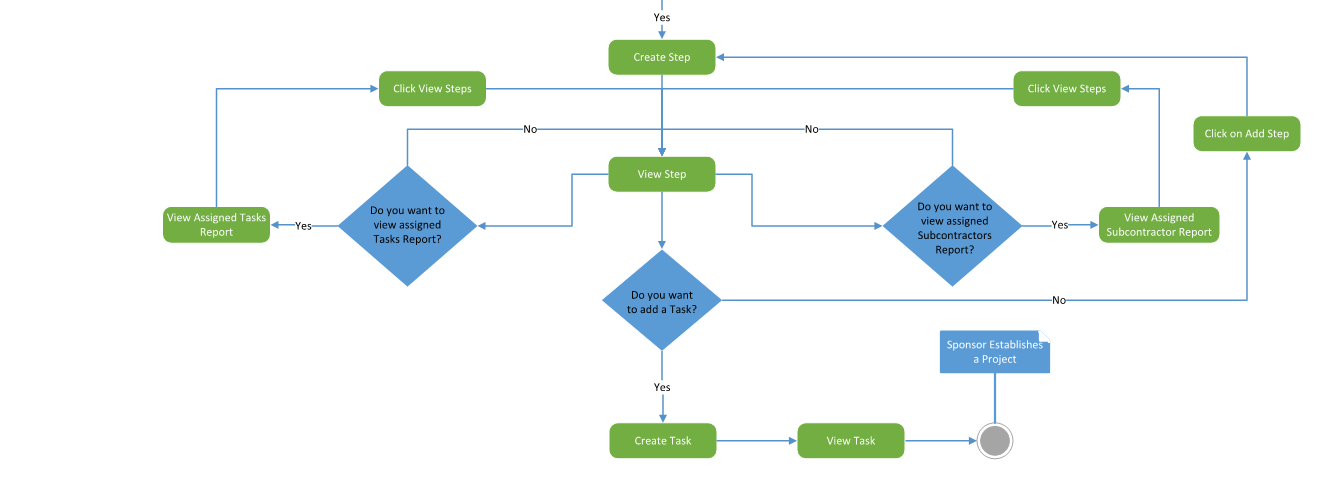 Yes
Create Step
Click View Steps
Click View Steps
No
No
Click on Add Step
View Step
Do you want to
view assigned
Tasks Report?
Do you want to
view assigned
Subcontractors
Report?
View Assigned Tasks
Report
Yes
Yes
View Assigned
Subcontractor Report
Do you want
to add a Task?
No
Sponsor Establishes
a Project
Yes
Create Task
View Task